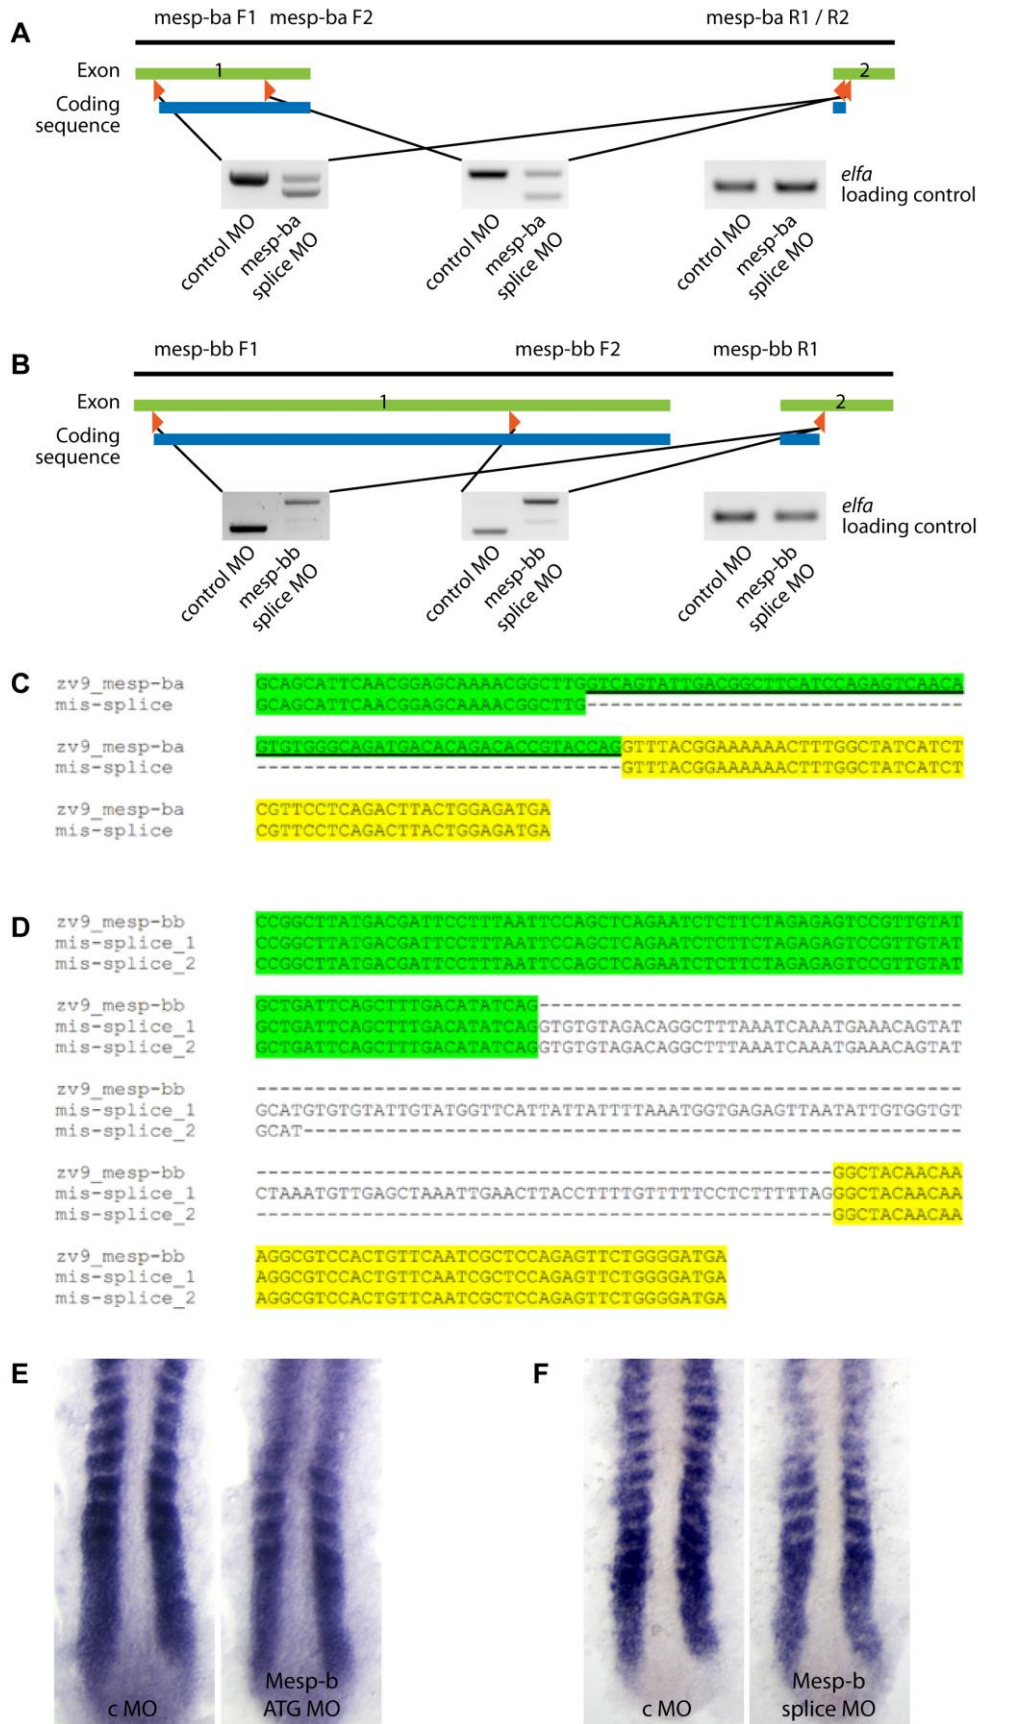 A
mesp-ba F1 mesp-ba F2 mesp-ba R1 / R2
Exon 1 2
Coding
sequence
elfa
loading control
control MO mesp-ba splice MO control MO mesp-ba splice MO control MO mesp-ba splice MO
B
mesp-bb F1 mesp-bb F2 mesp-bb R1
Exon 1 2
Coding
sequence
elfa
loading control
control MO mesp-bb splice MO control MO mesp-bb splice MO control MO mesp-bb splice MO
C
zv9_mesp-ba GCAGCATTCAACGGAGCAAAACGGCTTGGTCAGTATTGACGGCTTCATCCAGAGTCAACA
mis-splice GCAGCATTCAACGGAGCAAAACGGCTTG--------------------------------
zv9_mesp-ba GTGTGGGCAGATGACACAGACACCGTACCAGGTTTACGGAAAAAACTTTGGCTATCATCT
mis-splice -------------------------------GTTTACGGAAAAAACTTTGGCTATCATCT
zv9_mesp-ba CGTTCCTCAGACTTACTGGAGATGA
mis-splice CGTTCCTCAGACTTACTGGAGATGA
D
zv9_mesp-bb CCGGCTTATGACGATTCCTTTAATTCCAGCTCAGAATCTCTTCTAGAGAGTCCGTTGTAT
mis-splice_1 CCGGCTTATGACGATTCCTTTAATTCCAGCTCAGAATCTCTTCTAGAGAGTCCGTTGTAT
mis-splice_2 CCGGCTTATGACGATTCCTTTAATTCCAGCTCAGAATCTCTTCTAGAGAGTCCGTTGTAT
zv9_mesp-bb GCTGATTCAGCTTTGACATATCAG------------------------------------
mis-splice_1 GCTGATTCAGCTTTGACATATCAGGTGTGTAGACAGGCTTTAAATCAAATGAAACAGTAT
mis-splice_2 GCTGATTCAGCTTTGACATATCAGGTGTGTAGACAGGCTTTAAATCAAATGAAACAGTAT
zv9_mesp-bb ------------------------------------------------------------
mis-splice_1 GCATGTGTGTATTGTATGGTTCATTATTATTTTAAATGGTGAGAGTTAATATTGTGGTGT
mis-splice_2 GCAT--------------------------------------------------------
zv9_mesp-bb -------------------------------------------------GGCTACAACAA
mis-splice_1 CTAAATGTTGAGCTAAATTGAACTTACCTTTTGTTTTTCCTCTTTTTAGGGCTACAACAA
mis-splice_2 -------------------------------------------------GGCTACAACAA
zv9_mesp-bb AGGCGTCCACTGTTCAATCGCTCCAGAGTTCTGGGGATGA
mis-splice_1 AGGCGTCCACTGTTCAATCGCTCCAGAGTTCTGGGGATGA
mis-splice_2 AGGCGTCCACTGTTCAATCGCTCCAGAGTTCTGGGGATGA
E
c MO
Mesp-b
ATG MO
F
c MO
Mesp-b
splice MO